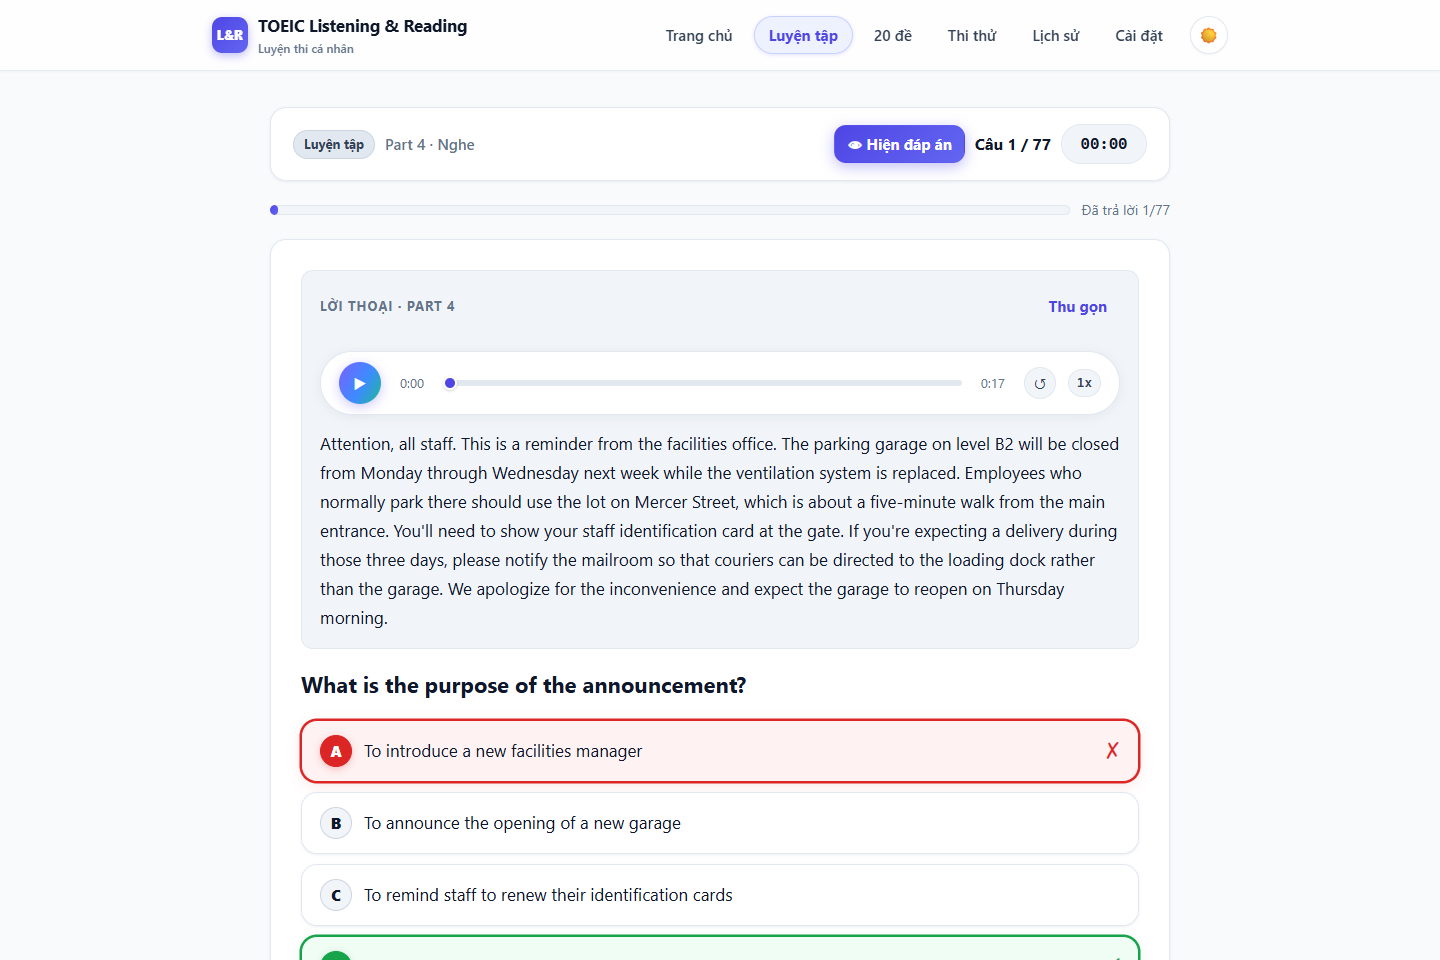 L&R
TOEIC Listening & Reading
Luyện thi cá nhân
Trang chủ
Luyện tập
20 đề
Thi thử
Lịch sử
Cài đặt
Luyện tập
Part 4 · Nghe
Hiện đáp án
Câu 1 / 77
00:00
Đã trả lời 1/77
LỜI THOẠI · PART 4
Thu gọn
0:00
0:17
1x
Attention, all staff. This is a reminder from the facilities office. The parking garage on level B2 will be closed
from Monday through Wednesday next week while the ventilation system is replaced. Employees who
normally park there should use the lot on Mercer Street, which is about a five-minute walk from the main
entrance. You'll need to show your staff identification card at the gate. If you're expecting a delivery during
those three days, please notify the mailroom so that couriers can be directed to the loading dock rather
than the garage. We apologize for the inconvenience and expect the garage to reopen on Thursday
morning.
What is the purpose of the announcement?
A To introduce a new facilities manager ✗
B To announce the opening of a new garage
C To remind staff to renew their identification cards